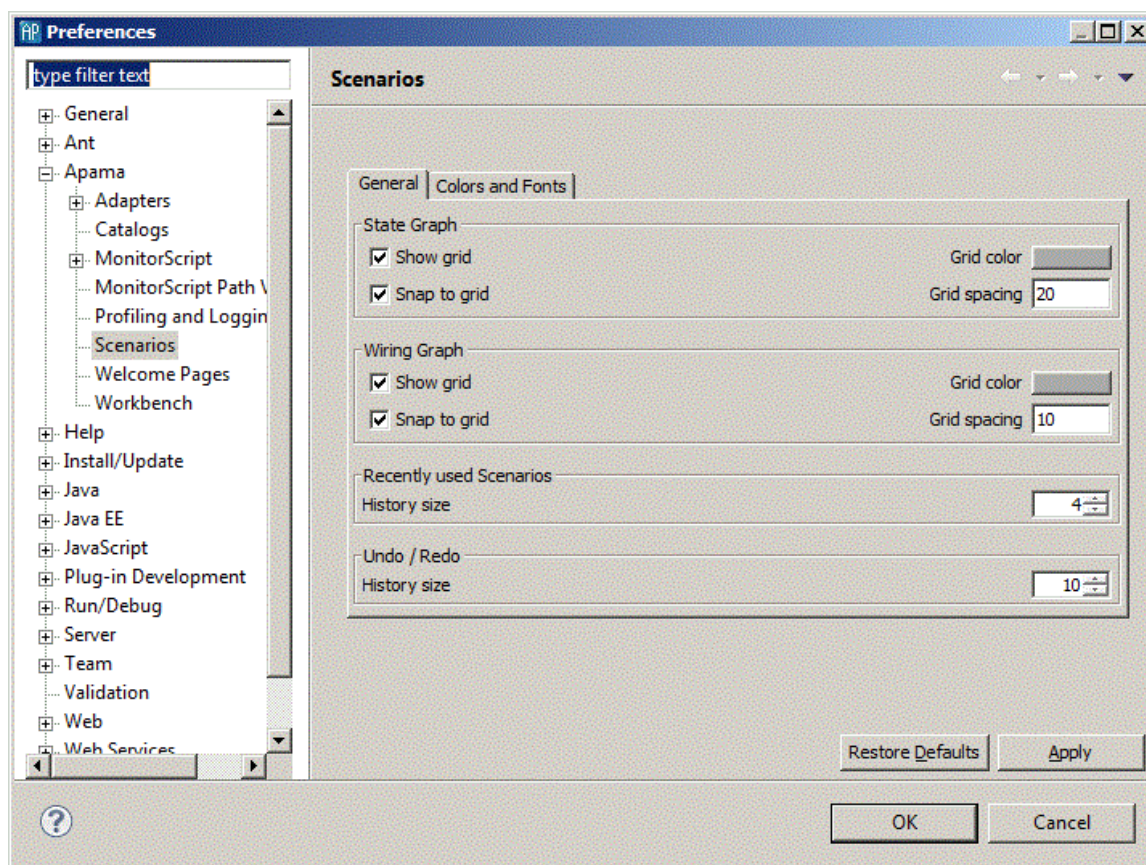 AP Preferences
type filter text
General
Ant
Apama
Adapters
Catalogs
MonitorScript
MonitorScript Path
Profiling and Loggin
Scenarios
Welcome Pages
Workbench
Help
Install/Update
Java
Java EE
JavaScript
Plug-in Development
Run/Debug
Server
Team
Validation
Web
Web Services
Scenarios
General Colors and Fonts
State Graph
Show grid Grid color
Snap to grid Grid spacing 20
Wiring Graph
Show grid Grid color
Snap to grid Grid spacing 10
Recently used Scenarios
History size 4
Undo / Redo
History size 10
Restore Defaults Apply
? OK Cancel